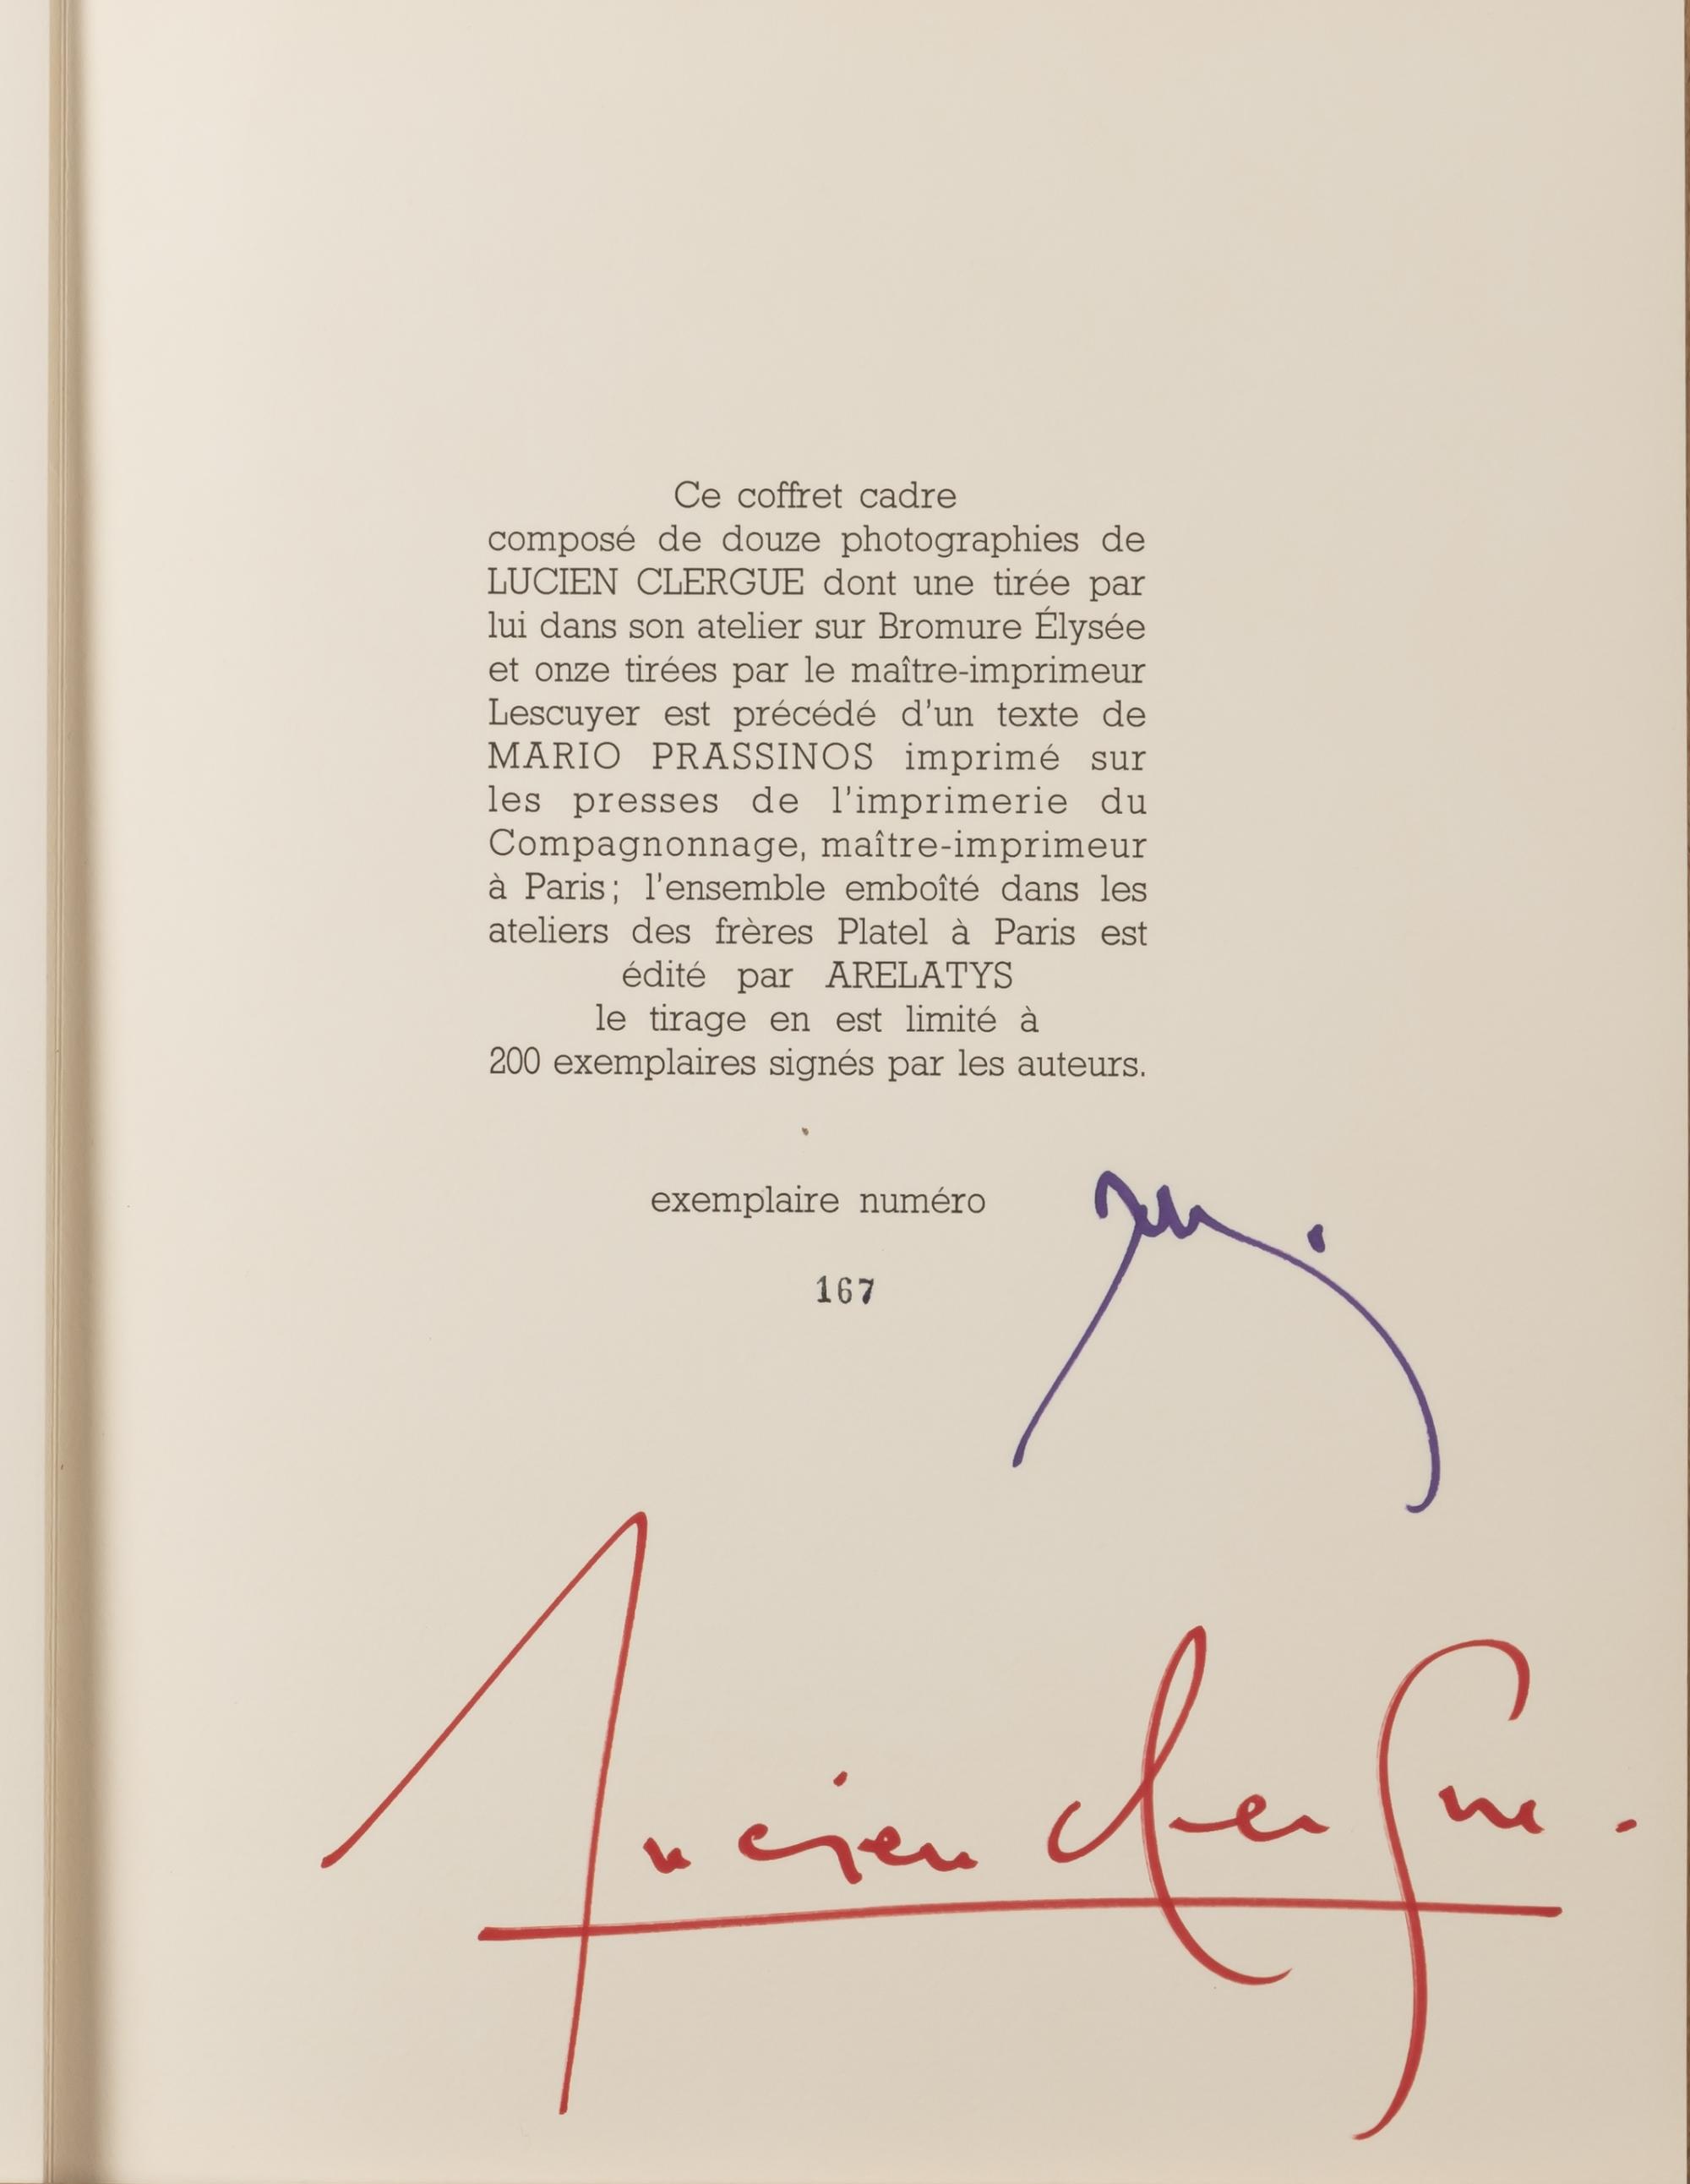 Ce coffret cadre
composé de douze photographies de
LUCIEN CLERGUE dont une tirée par
lui dans son atelier sur Bromure Élysée
et onze tirées par le maître-imprimeur
Lescuyer est précédé d'un texte de
MARIO PRASSINOS imprimé sur
les presses de l'imprimerie du
Compagnonnage, maître-imprimeur
à Paris; l'ensemble emboîté dans les
ateliers des frères Platel à Paris est
édité par ARELATYS
le tirage en est limité à
200 exemplaires signés par les auteurs.
exemplaire numéro
167
Lucien Clergue.